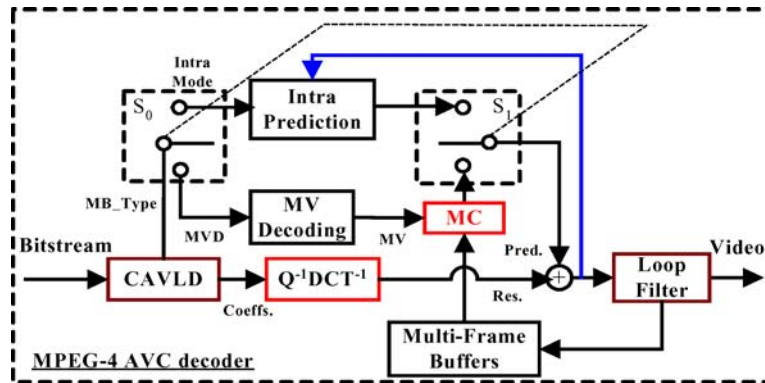 Intra
Mode
S0
Intra
Prediction
S1
MB_Type
MVD
MV
Decoding
MV
MC
Pred.
Bitstream
CAVLD
Coeffs.
Q-1DCT-1
Res.
+
Loop
Filter
Video
Multi-Frame
Buffers
MPEG-4 AVC decoder